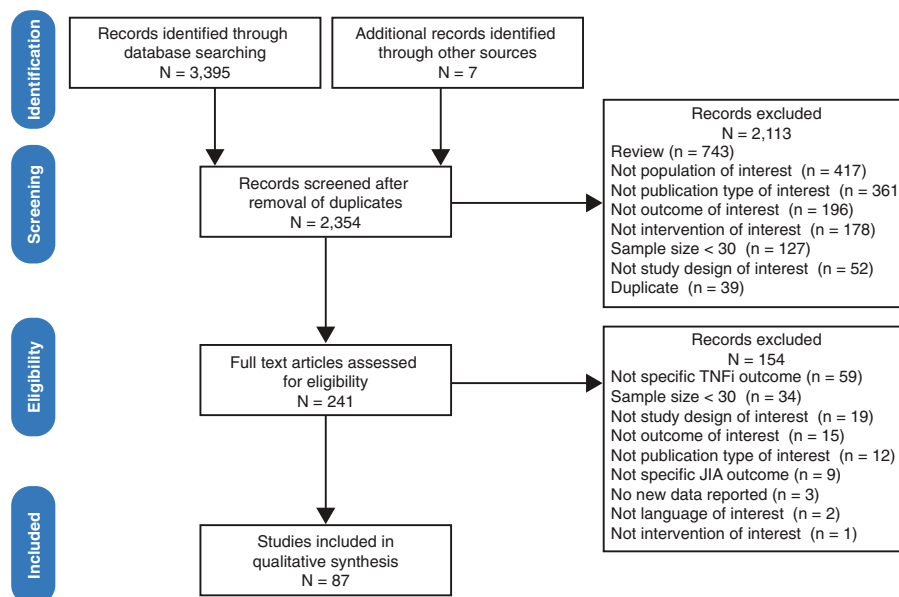 Identification
Records identified through
database searching
N = 3,395
Additional records identified
through other sources
N = 7
Screening
Records screened after
removal of duplicates
N = 2,354
Records excluded
N = 2,113
Review (n = 743)
Not population of interest (n = 417)
Not publication type of interest (n = 361
Not outcome of interest (n = 196)
Not intervention of interest (n = 178)
Sample size < 30 (n = 127)
Not study design of interest (n = 52)
Duplicate (n = 39)
Eligibility
Full text articles assessed
for eligibility
N = 241
Records excluded
N = 154
Not specific TNFi outcome (n = 59)
Sample size < 30 (n = 34)
Not study design of interest (n = 19)
Not outcome of interest (n = 15)
Not publication type of interest (n = 12)
Not specific JIA outcome (n = 9)
No new data reported (n = 3)
Not language of interest (n = 2)
Not intervention of interest (n = 1)
Included
Studies included in
qualitative synthesis
N = 87